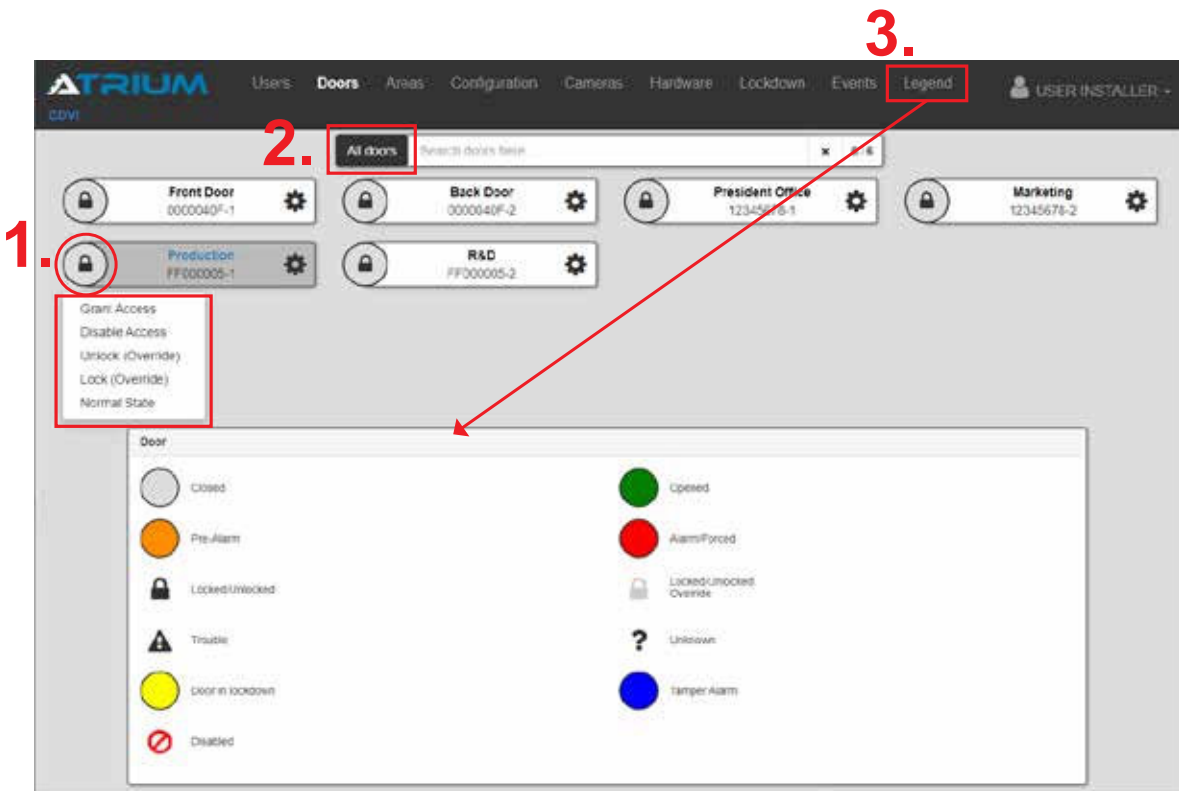 3.
ATRIUM
CDVI
Users Doors Areas Configuration Cameras Hardware Lockdown Events Legend USER INSTALLER
2.
All doors Search doors here... × 6
Front Door
0000040F-1
Back Door
0000040F-2
President Office
12345678-1
Marketing
12345678-2
1.
Production
FF000005-1
R&D
FF000005-2
Grant Access
Disable Access
Unlock (Override)
Lock (Override)
Normal State
Door
Closed
Opened
Pre-Alarm
Alarm/Forced
Locked/Unlocked
Locked/Unlocked
Override
Trouble
? Unknown
Door in lockdown
Tamper Alarm
Disabled